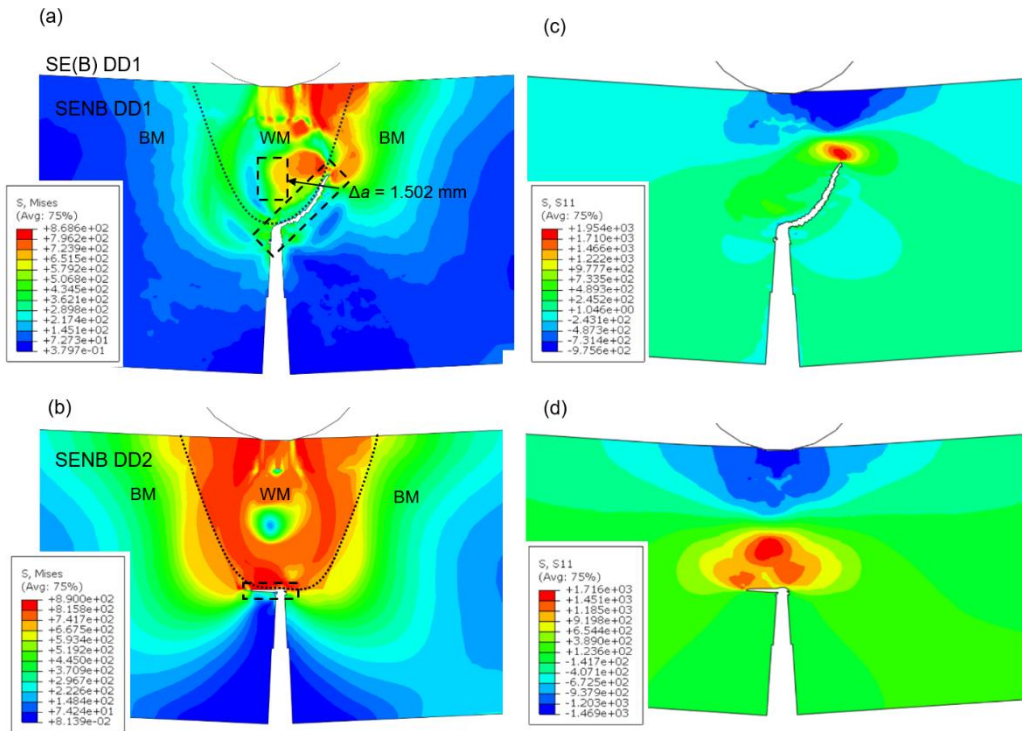 (a)
SE(B) DD1
SENB DD1
BM
WM
BM
Δa = 1.502 mm
S, Mises
(Avg: 75%)
+8.686e+02
+7.962e+02
+7.239e+02
+6.515e+02
+5.792e+02
+5.068e+02
+4.345e+02
+3.621e+02
+2.898e+02
+2.174e+02
+1.451e+02
+7.273e+01
+3.797e-01
(c)
S, S11
(Avg: 75%)
+1.954e+03
+1.710e+03
+1.466e+03
+1.222e+03
+9.777e+02
+7.335e+02
+4.893e+02
+2.452e+02
+1.046e+00
-2.431e+02
-4.873e+02
-7.314e+02
-9.756e+02
(b)
SENB DD2
BM
WM
BM
S, Mises
(Avg: 75%)
+8.900e+02
+8.158e+02
+7.417e+02
+6.675e+02
+5.934e+02
+5.192e+02
+4.450e+02
+3.709e+02
+2.967e+02
+2.226e+02
+1.484e+02
+7.424e+01
+8.139e-02
(d)
S, S11
(Avg: 75%)
+1.716e+03
+1.451e+03
+1.185e+03
+9.198e+02
+6.544e+02
+3.890e+02
+1.236e+02
-1.417e+02
-4.071e+02
-6.725e+02
-9.379e+02
-1.203e+03
-1.469e+03